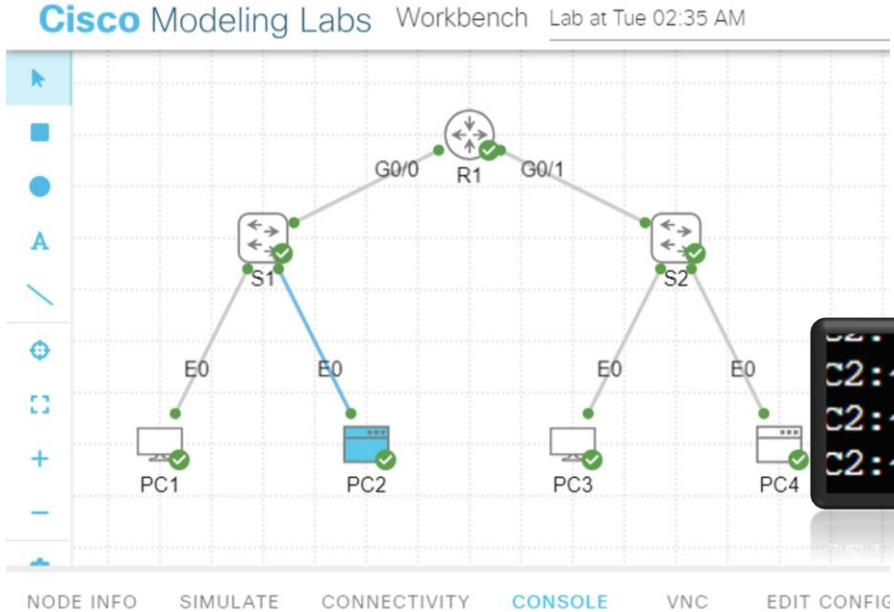 Cisco Modeling Labs Workbench Lab at Tue 02:35 AM
G0/0 R1 G0/1
A
S1 S2
E0 E0 E0 E0
C2:
C2:
C2:
PC1 PC2 PC3 PC4
NODE INFO SIMULATE CONNECTIVITY CONSOLE VNC EDIT CONFIG